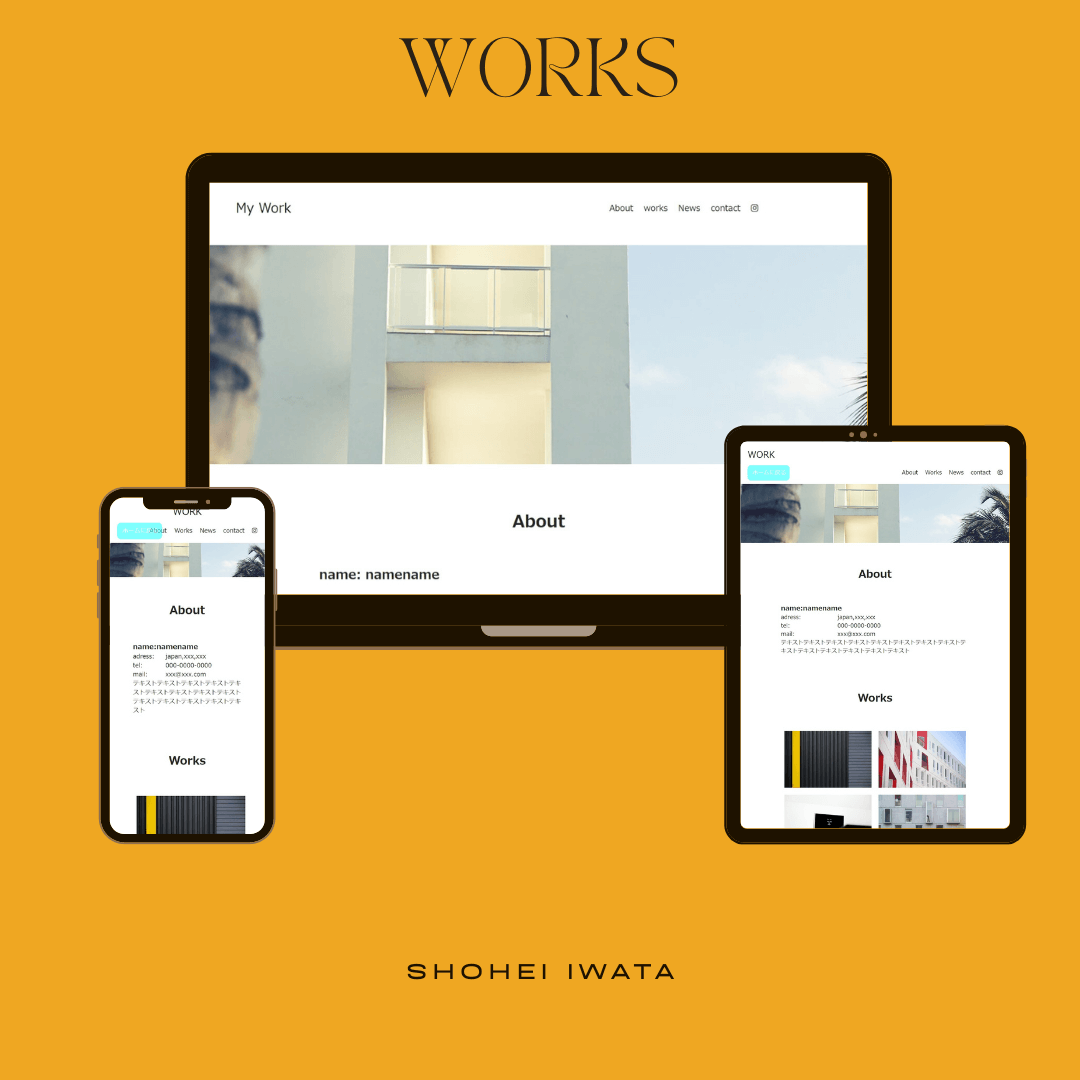 WORKS
My Work
About works News contact
About
name: namename
WORK
About Works News contact
About
name:namename
adress: japan,xxx,xxx
tel: 000-0000-0000
mail: xxx@xxx.com
テキストテキストテキストテキストテキ
ストテキストテキストテキストテキスト
テキストテキストテキストテキストテキ
スト
Works
WORK
About Works News contact
About
name:namename
adress: japan,xxx,xxx
tel: 000-0000-0000
mail: xxx@xxx.com
テキストテキストテキストテキストテキストテキストテキストテキストテキストテ
キストテキストテキストテキストテキストテキスト
Works
SHOHEI IWATA